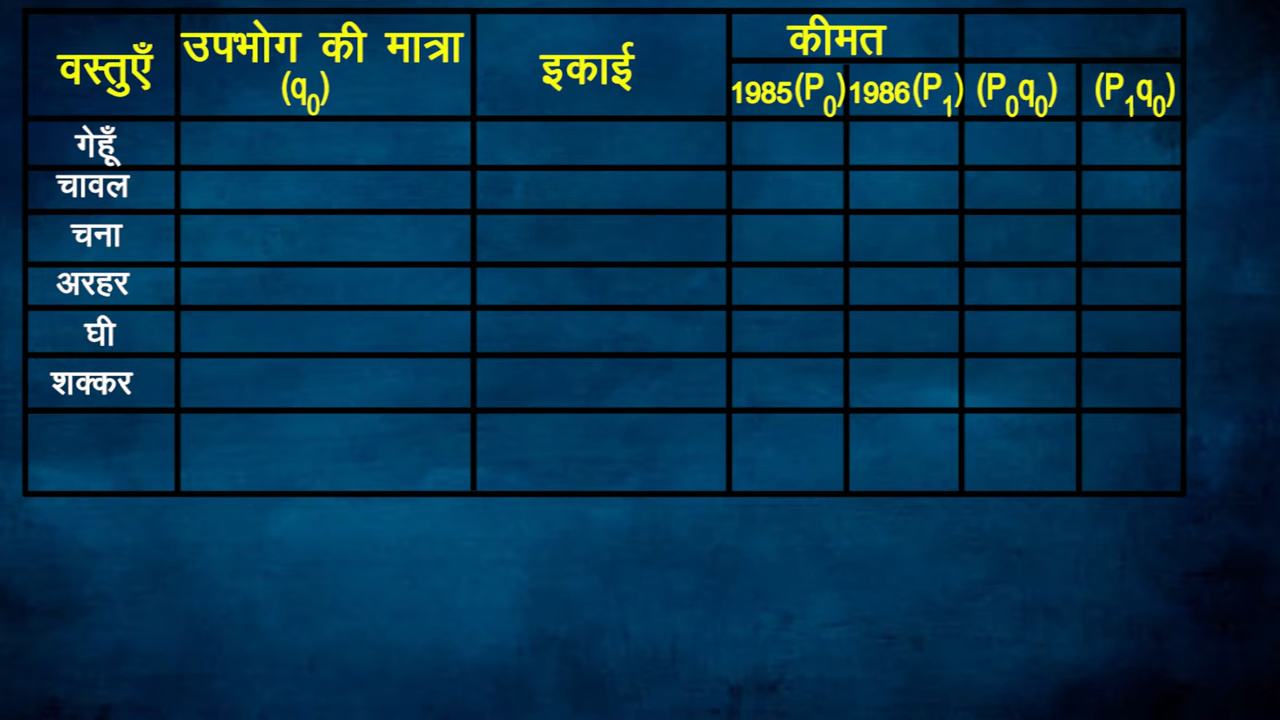 वस्तुएँ उपभोग की मात्रा (q₀) इकाई कीमत
1985(P₀) 1986(P₁) (P₀q₀) (P₁q₀)
गेहूँ
चावल
चना
अरहर
घी
शक्कर